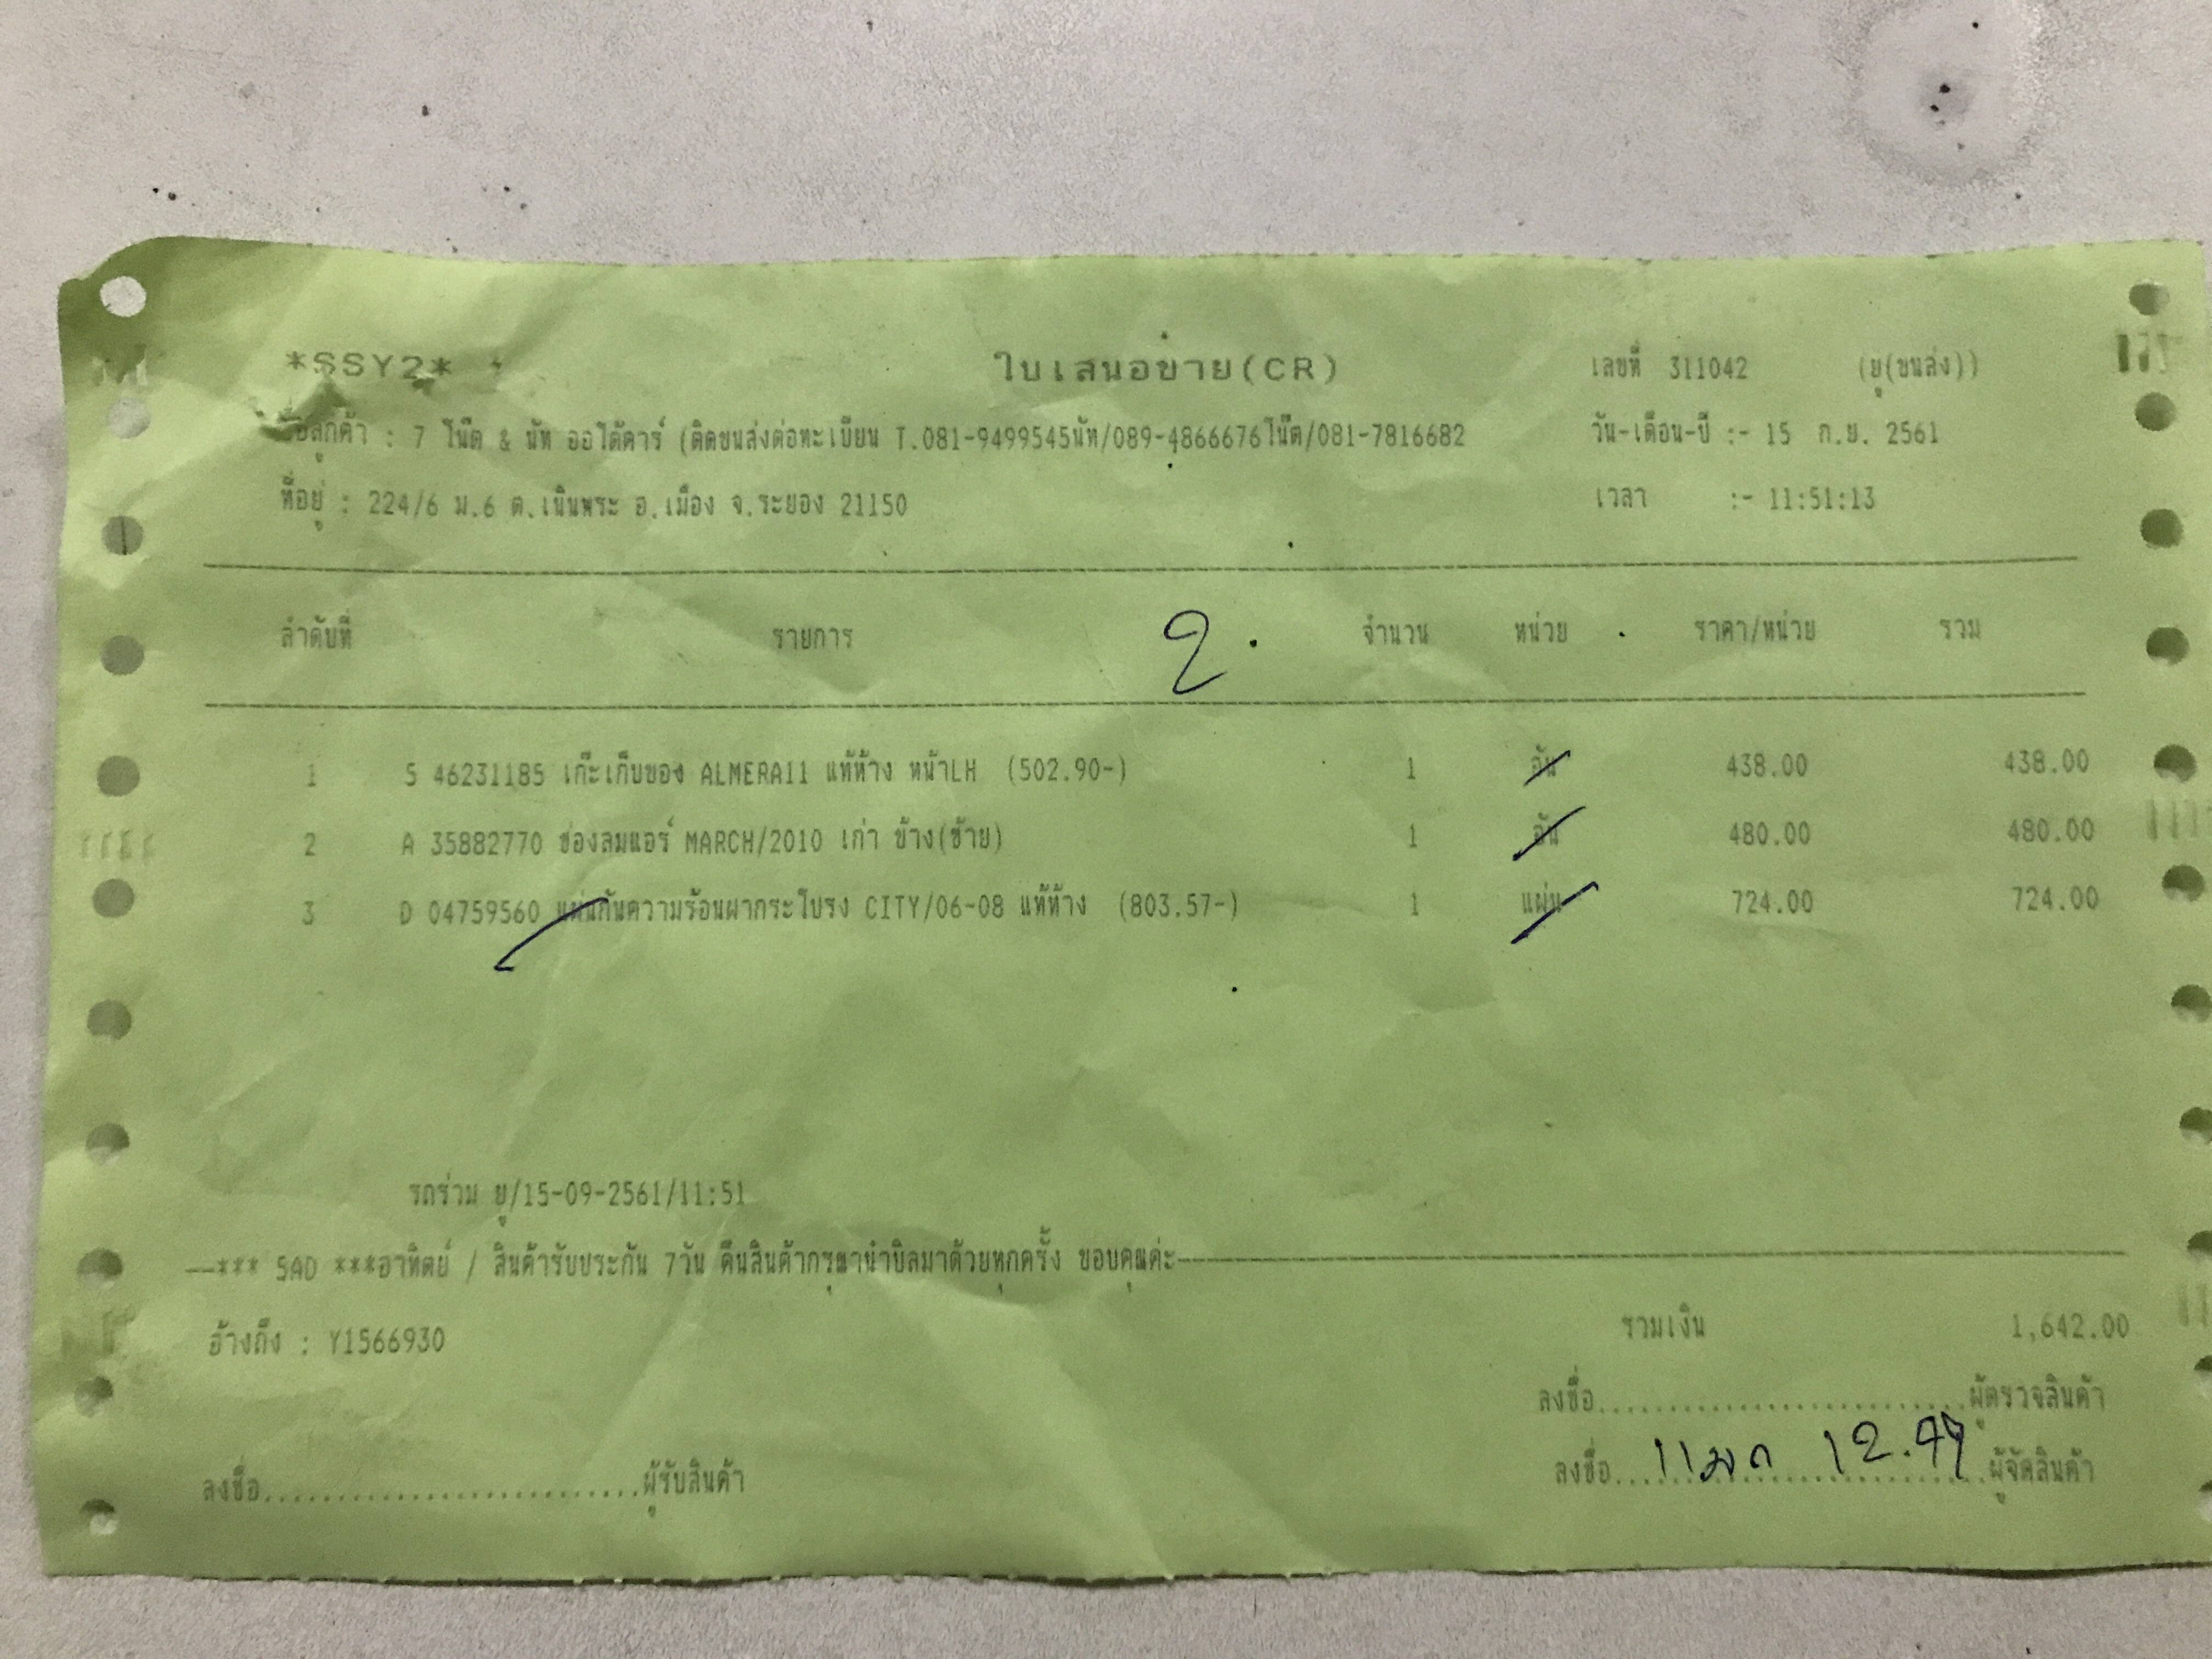 *SSY2* ใบเสนอขาย(CR) เลขที่ 311042 (ยู(ขนส่ง))
ชื่อลูกค้า : 7 โน๊ต & นัท ออโต้คาร์ (ติดขนส่งต่อทะเบียน T.081-9499545นัท/089-4866676โน๊ต/081-7816682 วัน-เดือน-ปี :- 15 ก.ย. 2561
ที่อยู่ : 224/6 ม.6 ต.เนินพระ อ.เมือง จ.ระยอง 21150 เวลา :- 11:51:13
ลำดับที่ รายการ 2. จำนวน หน่วย ราคา/หน่วย รวม
1 S 46231185 เก๊ะเก็บของ ALMERA11 แท้ห้าง หน้าLH (502.90-) 1 อัน 438.00 438.00
2 A 35882770 ช่องลมแอร์ MARCH/2010 เก่า ข้าง(ซ้าย) 1 อัน 480.00 480.00
3 D 04759560 แผ่นกันความร้อนฝากระโปรง CITY/06-08 แท้ห้าง (803.57-) 1 แผ่น 724.00 724.00
รถร่วม ยู/15-09-2561/11:51
--*** SAD ***อาทิตย์ / สินค้ารับประกัน 7วัน คืนสินค้ากรุณานำบิลมาด้วยทุกครั้ง ขอบคุณค่ะ
อ้างถึง : Y1566930 รวมเงิน 1,642.00
ลงชื่อ..............................ผู้ตรวจสินค้า
ลงชื่อ..............................ผู้รับสินค้า ลงชื่อ.... 12. ....ผู้จัดสินค้า